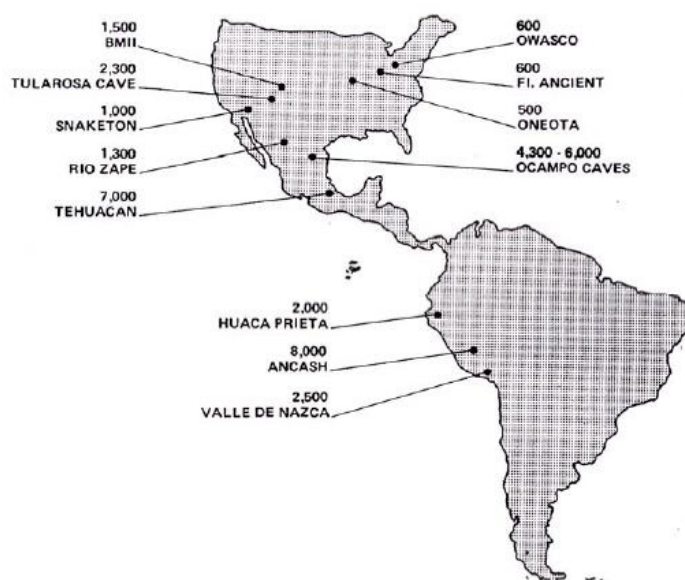 1,500
BMII
2,300
TULAROSA CAVE
1,000
SNAKETON
1,300
RIO ZAPE
7,000
TEHUACAN
600
OWASCO
600
FI. ANCIENT
500
ONEOTA
4,300 - 6,000
OCAMPO CAVES
2,000
HUACA PRIETA
8,000
ANCASH
2,500
VALLE DE NAZCA